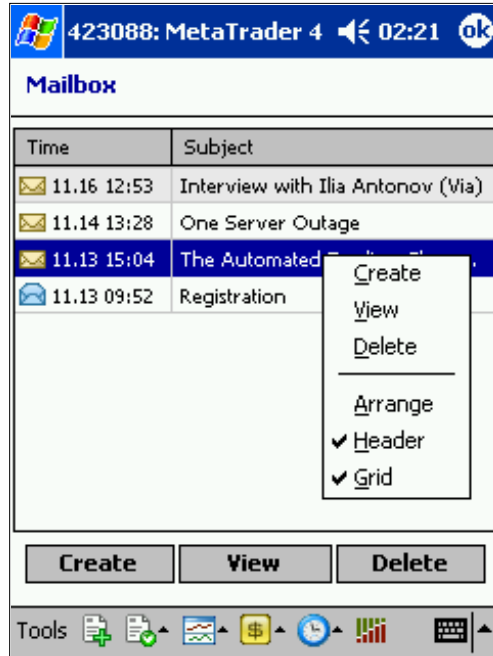 423088: MetaTrader 4 02:21 ok
Mailbox
Time Subject
11.16 12:53 Interview with Ilia Antonov (Via)
11.14 13:28 One Server Outage
11.13 15:04 The Automated
11.13 09:52 Registration
Create
View
Delete
Arrange
Header
Grid
Create View Delete
Tools $